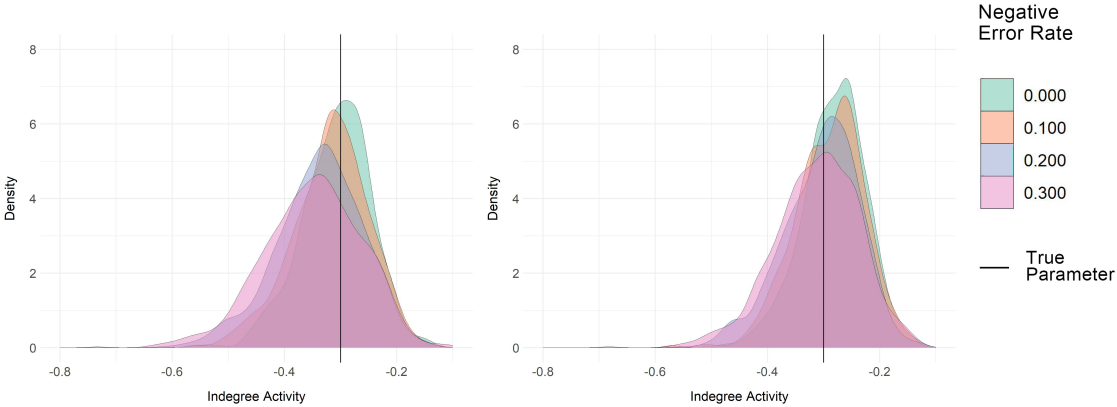 Negative
Error Rate
0.000
0.100
0.200
0.300
True
Parameter
8
6
4
2
0
Density
-0.8
-0.6
-0.4
-0.2
Indegree Activity
8
6
4
2
0
Density
-0.8
-0.6
-0.4
-0.2
Indegree Activity